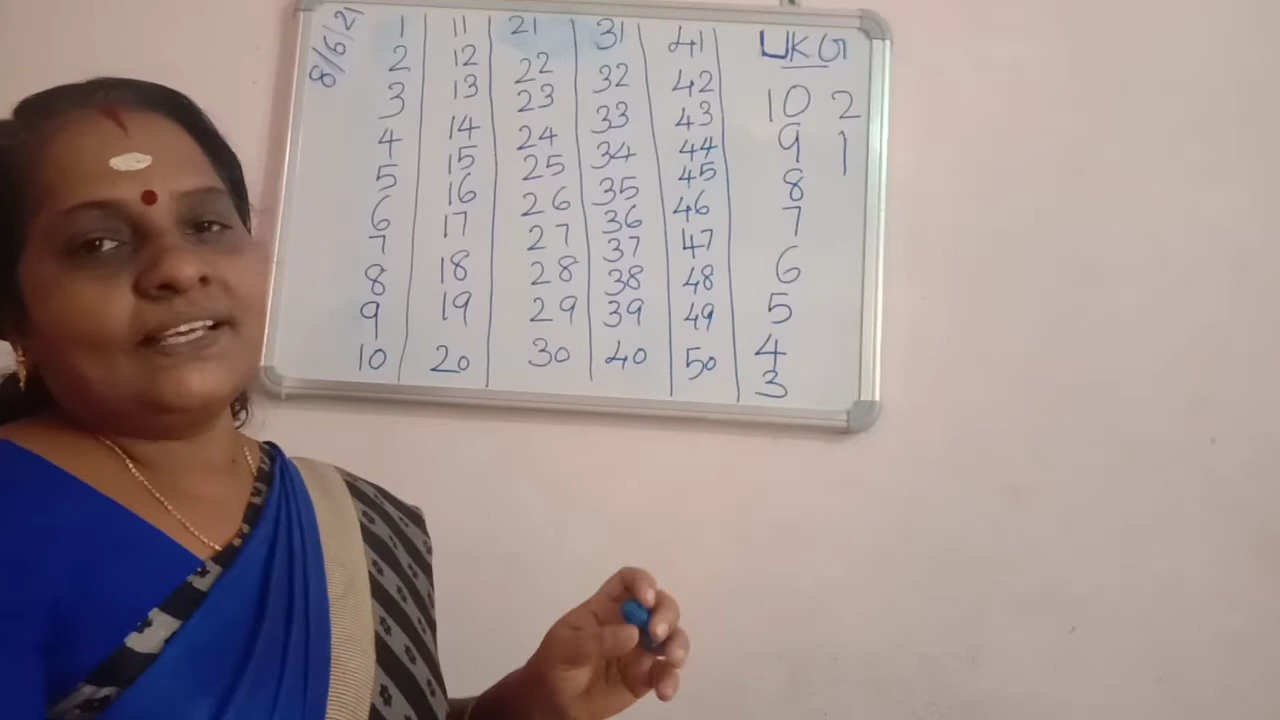 8/6/21
1 11 21 31 41 UKG
2 12 22 32 42 10 2
3 13 23 33 43 9 1
4 14 24 34 44 8
5 15 25 35 45 7
6 16 26 36 46 6
7 17 27 37 47 5
8 18 28 38 48 4
9 19 29 39 49 3
10 20 30 40 50